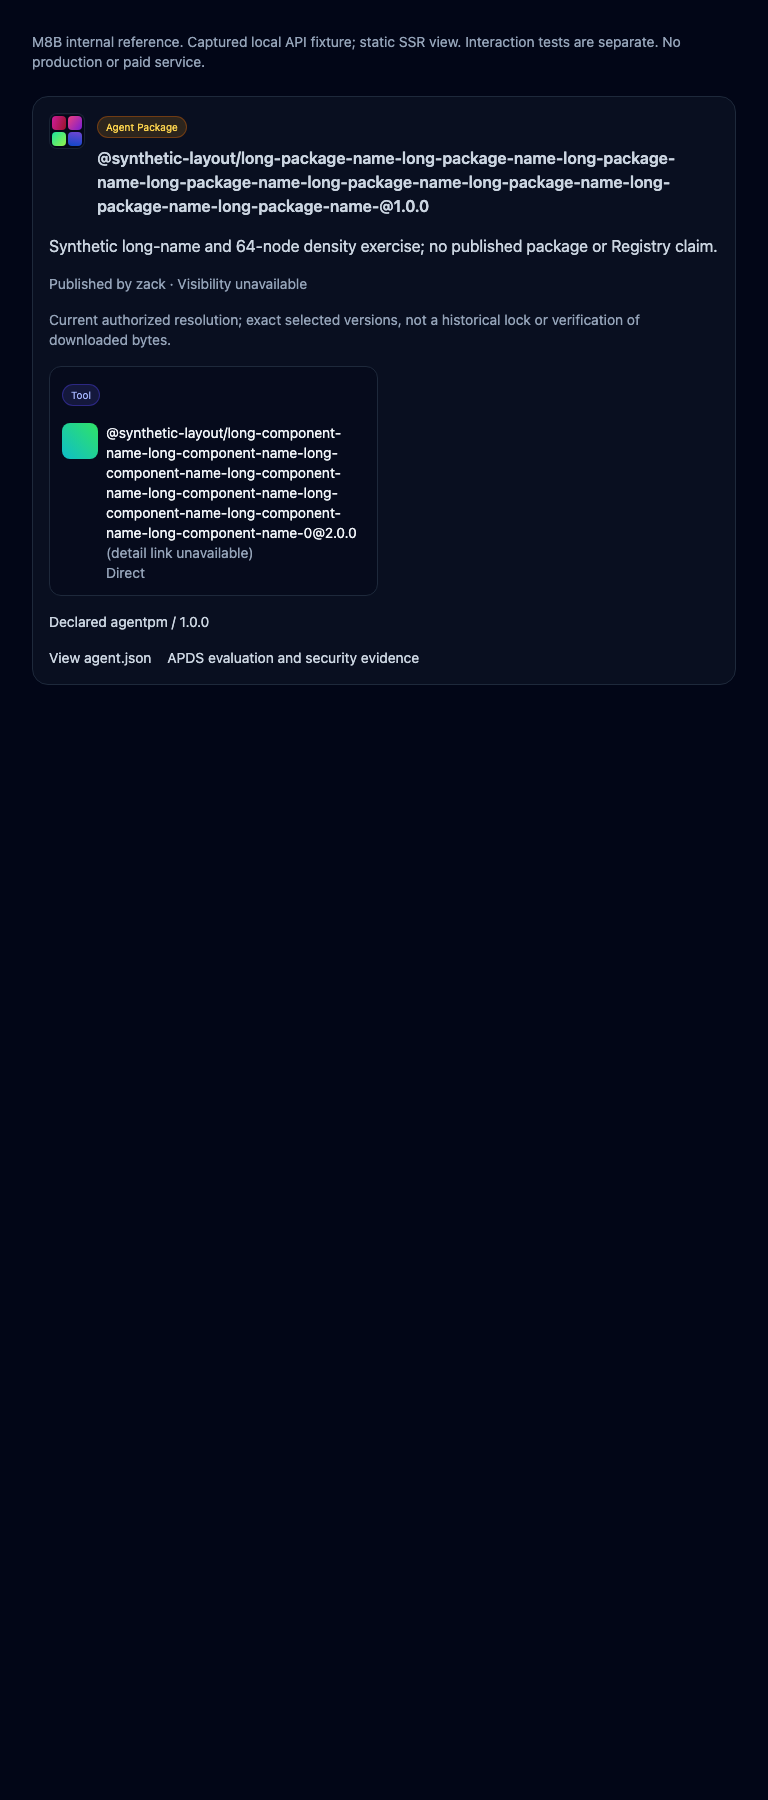 M8B internal reference. Captured local API fixture; static SSR view. Interaction tests are separate. No
production or paid service.
Agent Package
@synthetic-layout/long-package-name-long-package-name-long-package-
name-long-package-name-long-package-name-long-package-name-long-
package-name-long-package-name-@1.0.0
Synthetic long-name and 64-node density exercise; no published package or Registry claim.
Published by zack · Visibility unavailable
Current authorized resolution; exact selected versions, not a historical lock or verification of
downloaded bytes.
Tool
@synthetic-layout/long-component-
name-long-component-name-long-
component-name-long-component-
name-long-component-name-long-
component-name-long-component-
name-long-component-name-0@2.0.0
(detail link unavailable)
Direct
Declared agentpm / 1.0.0
View agent.json APDS evaluation and security evidence